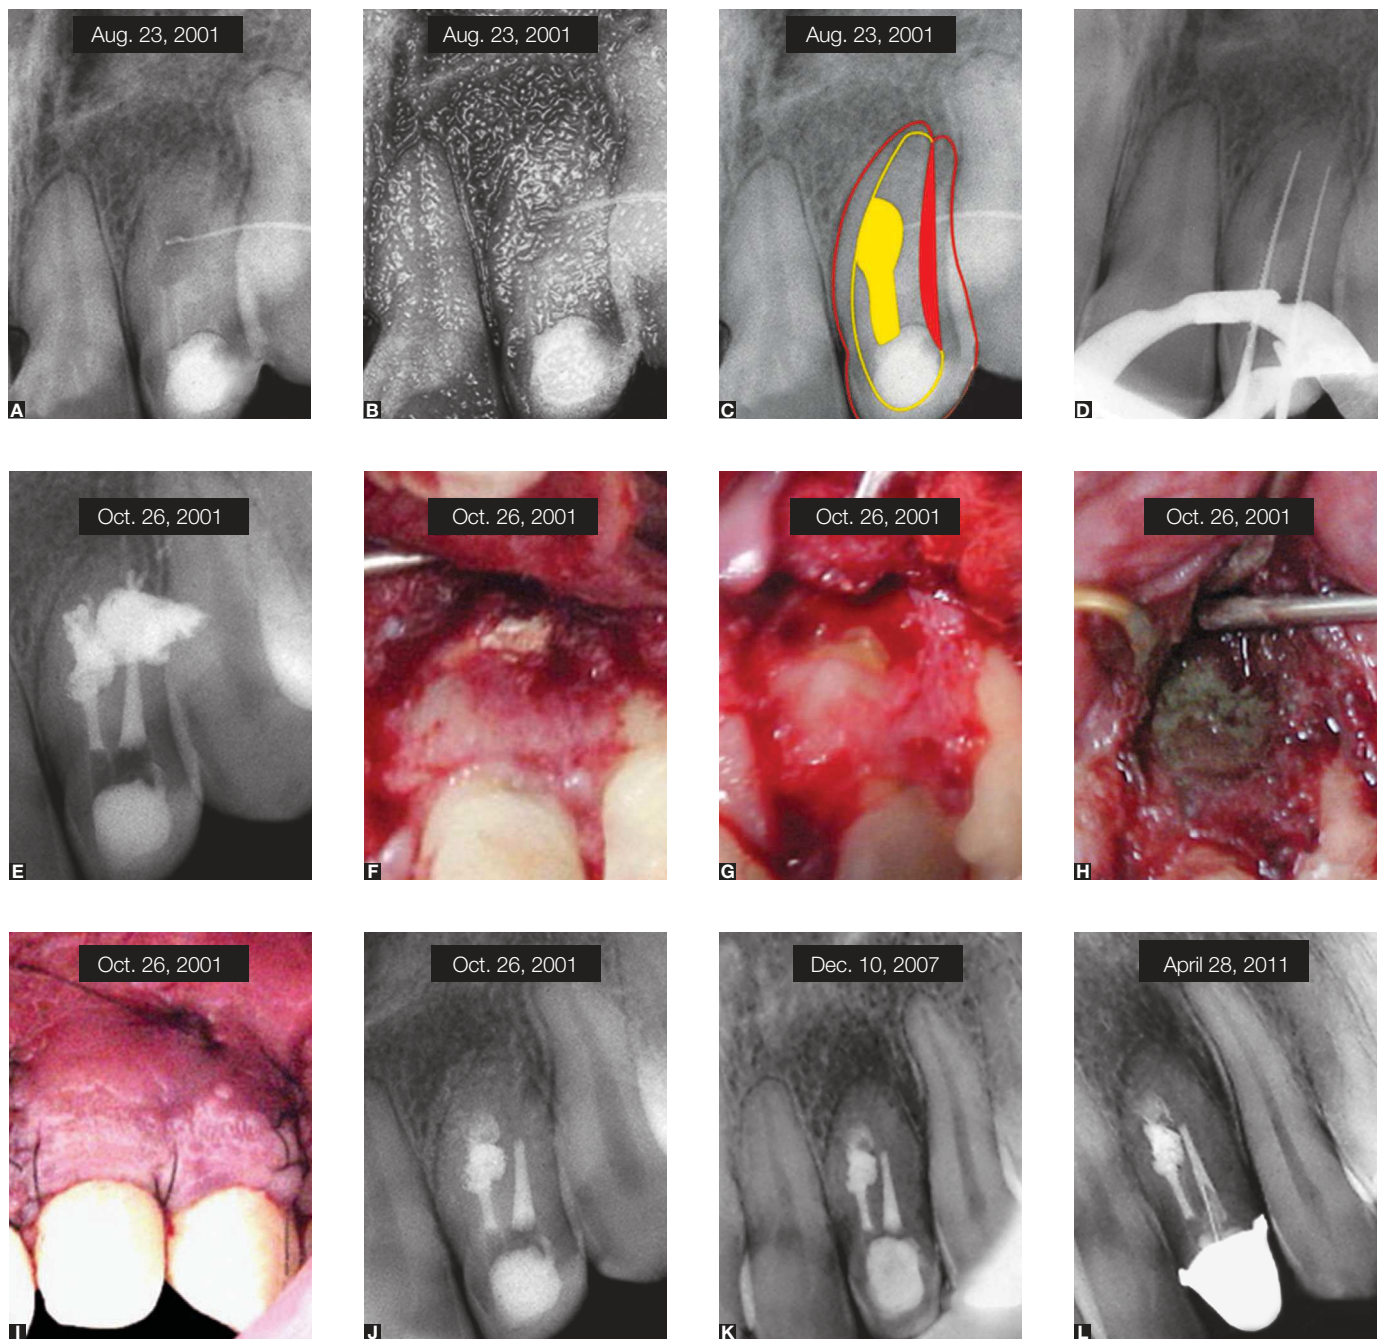 Aug. 23, 2001
Aug. 23, 2001
Aug. 23, 2001
A
B
C
D
Oct. 26, 2001
Oct. 26, 2001
Oct. 26, 2001
Oct. 26, 2001
E
F
G
H
Oct. 26, 2001
Oct. 26, 2001
Dec. 10, 2007
April 28, 2011
I
J
K
L